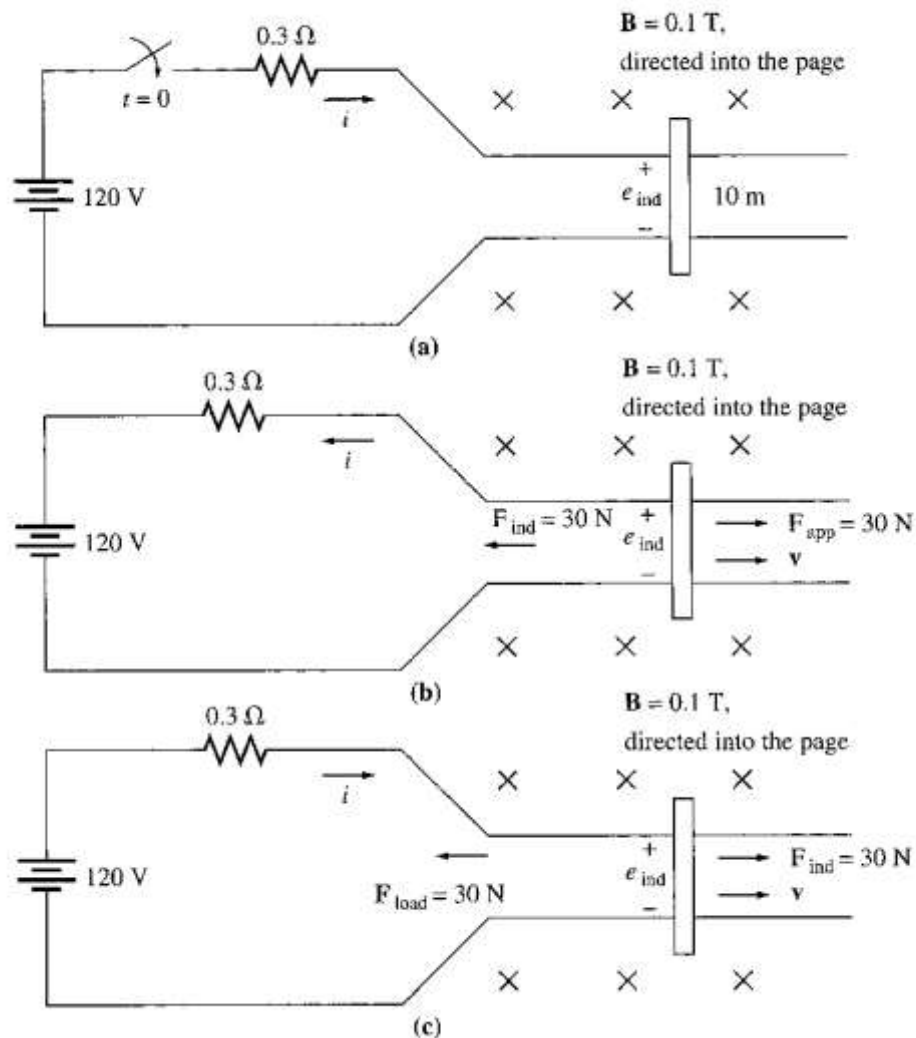 B = 0.1 T,
directed into the page
0.3 Ω
t = 0
i
120 V
+
e ind
−
10 m
(a)
B = 0.1 T,
directed into the page
0.3 Ω
i
120 V
F ind = 30 N
+
e ind
−
F app = 30 N
v
(b)
B = 0.1 T,
directed into the page
0.3 Ω
i
120 V
F load = 30 N
+
e ind
−
F ind = 30 N
v
(c)